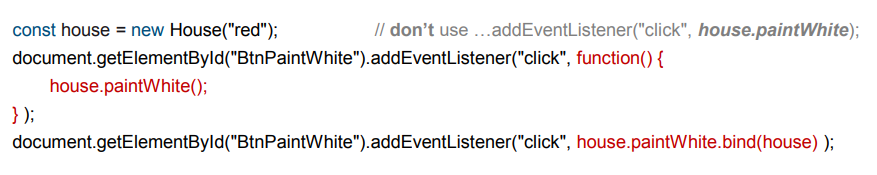 const house = new House("red"); // don’t use …addEventListener("click", house.paintWhite);
document.getElementById("BtnPaintWhite").addEventListener("click", function() {
house.paintWhite();
} );
document.getElementById("BtnPaintWhite").addEventListener("click", house.paintWhite.bind(house) );